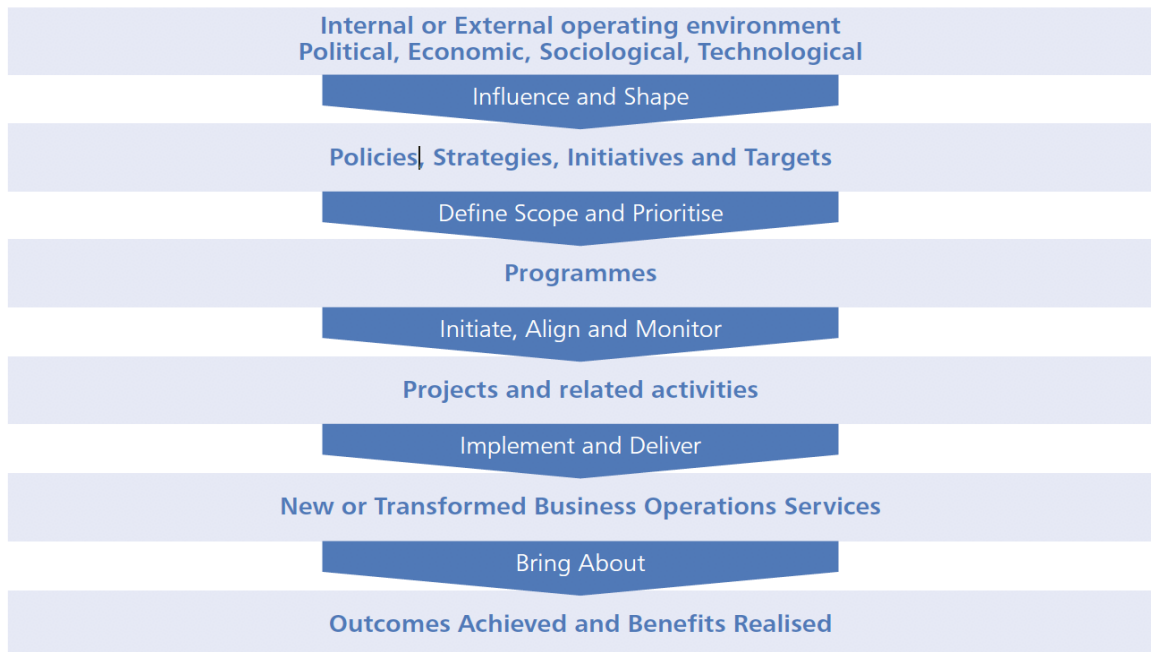 Internal or External operating environment
Political, Economic, Sociological, Technological
Influence and Shape
Policies, Strategies, Initiatives and Targets
Define Scope and Prioritise
Programmes
Initiate, Align and Monitor
Projects and related activities
Implement and Deliver
New or Transformed Business Operations Services
Bring About
Outcomes Achieved and Benefits Realised